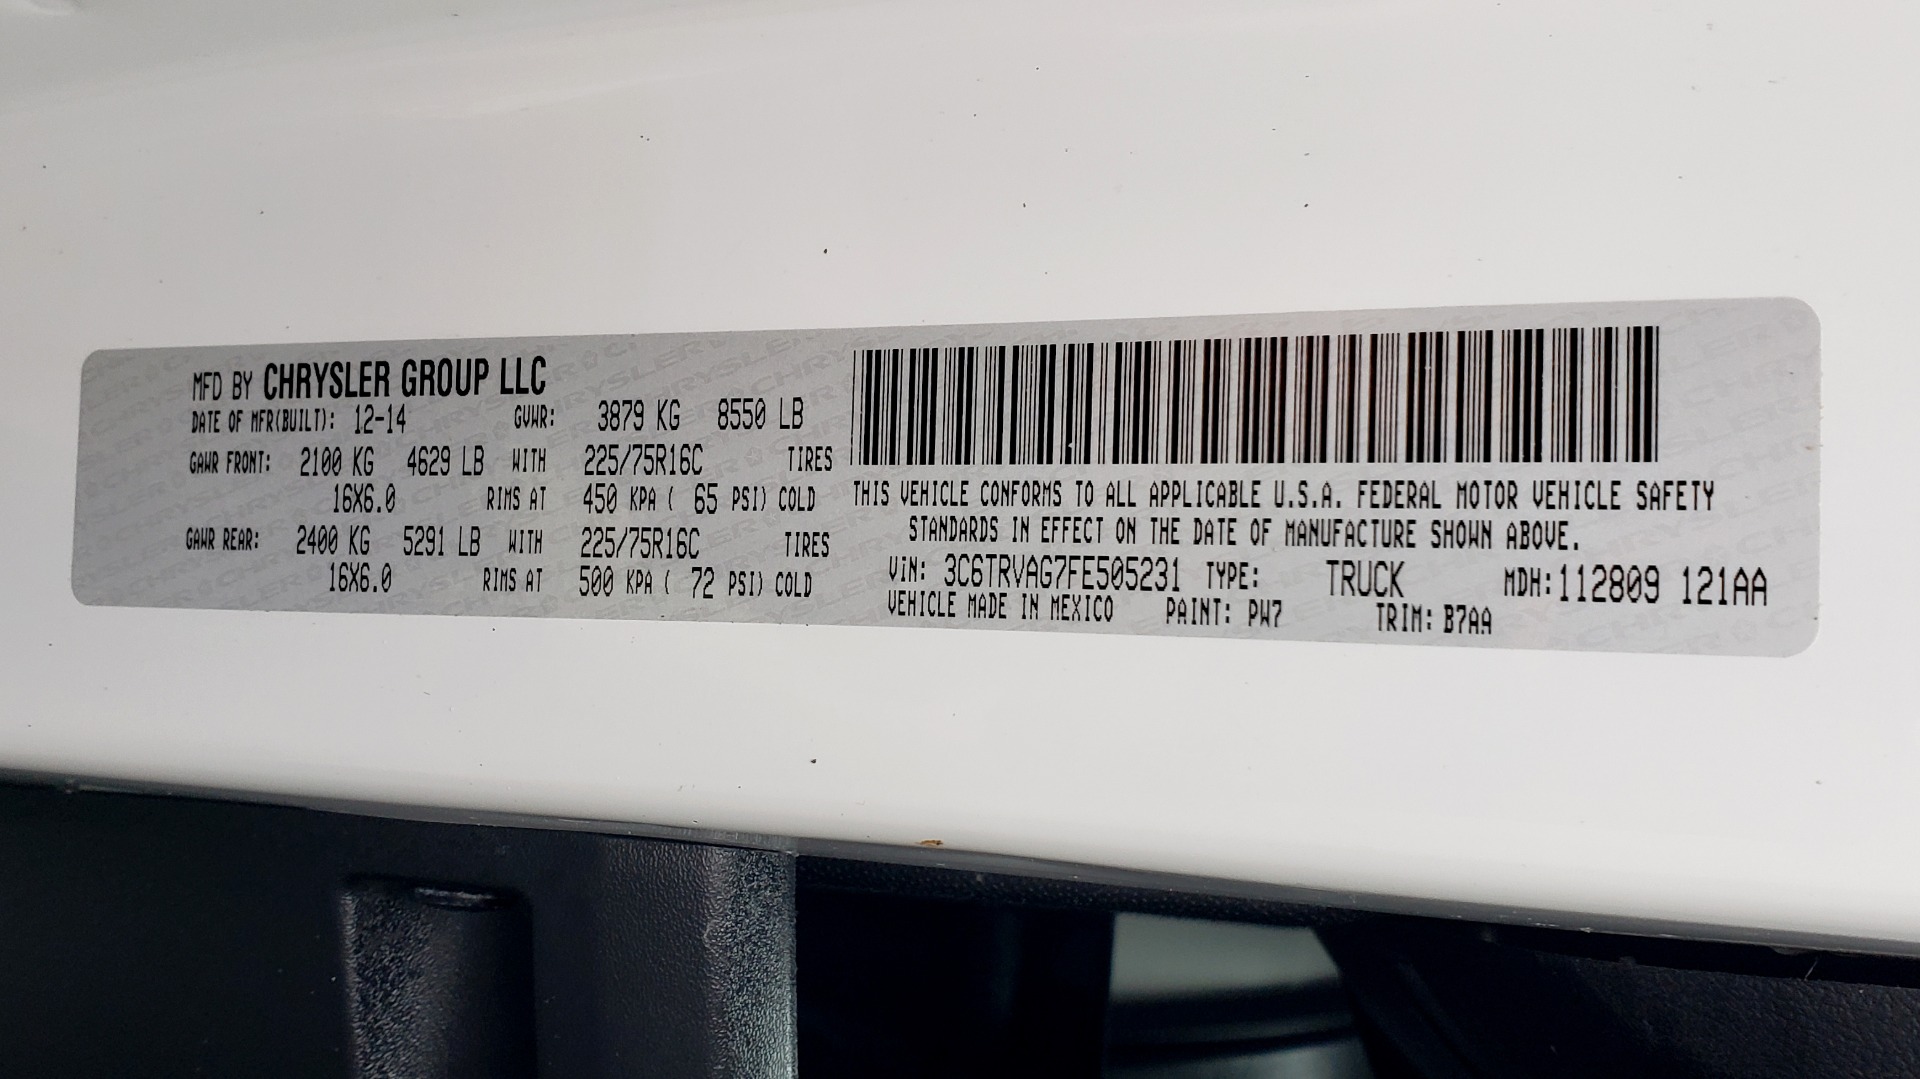 MFD BY CHRYSLER GROUP LLC
DATE OF MFR(BUILT): 12-14 GVWR: 3879 KG 8550 LB
GAWR FRONT: 2100 KG 4629 LB WITH 225/75R16C TIRES
16X6.0 RIMS AT 450 KPA ( 65 PSI) COLD
GAWR REAR: 2400 KG 5291 LB WITH 225/75R16C TIRES
16X6.0 RIMS AT 500 KPA ( 72 PSI) COLD
THIS VEHICLE CONFORMS TO ALL APPLICABLE U.S.A. FEDERAL MOTOR VEHICLE SAFETY
STANDARDS IN EFFECT ON THE DATE OF MANUFACTURE SHOWN ABOVE.
VIN: 3C6TRVAG7FE505231 TYPE: TRUCK MDH:112809 121AA
VEHICLE MADE IN MEXICO PAINT: PW7 TRIM: B7AA